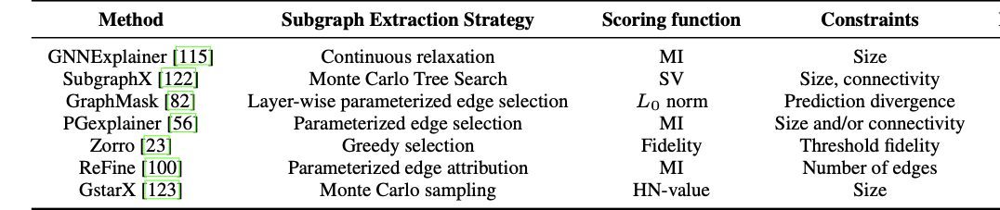 Method Subgraph Extraction Strategy Scoring function Constraints
GNNExplainer [115] Continuous relaxation MI Size
SubgraphX [122] Monte Carlo Tree Search SV Size, connectivity
GraphMask [82] Layer-wise parameterized edge selection L₀ norm Prediction divergence
PGexplainer [56] Parameterized edge selection MI Size and/or connectivity
Zorro [23] Greedy selection Fidelity Threshold fidelity
ReFine [100] Parameterized edge attribution MI Number of edges
GstarX [123] Monte Carlo sampling HN-value Size